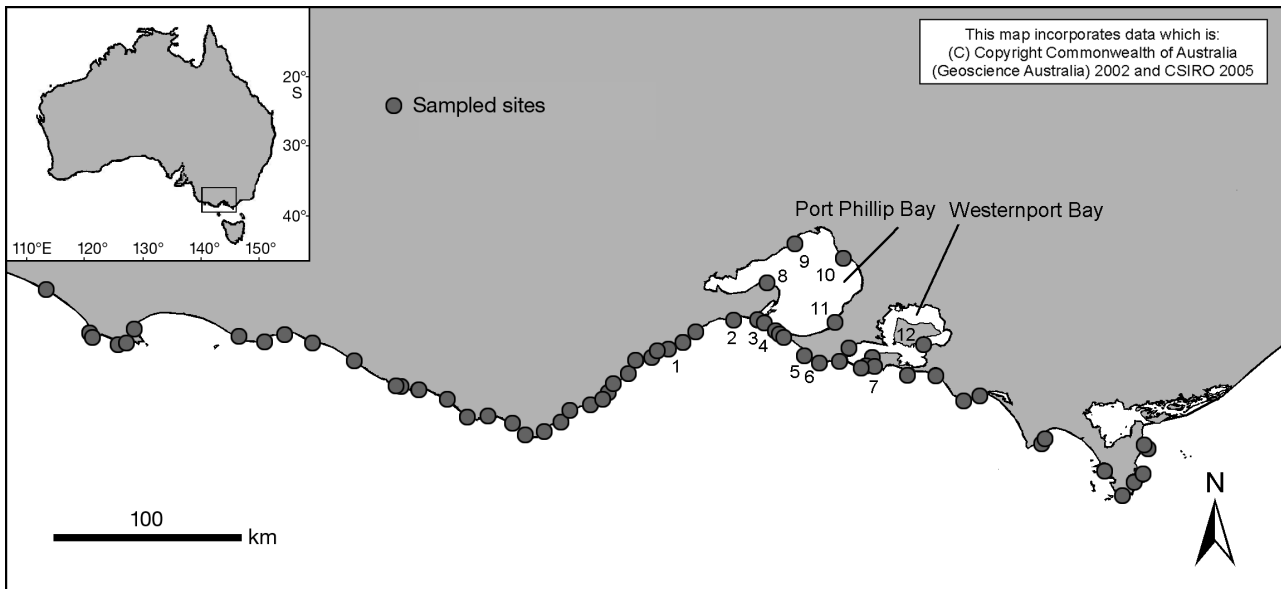 This map incorporates data which is:
(C) Copyright Commonwealth of Australia
(Geoscience Australia) 2002 and CSIRO 2005
20°
S
30°
40°
110°E 120° 130° 140° 150°
Sampled sites
Port Phillip Bay Westernport Bay
9
10
8
11
12
2
3
4
1
5
6
7
N
100
km